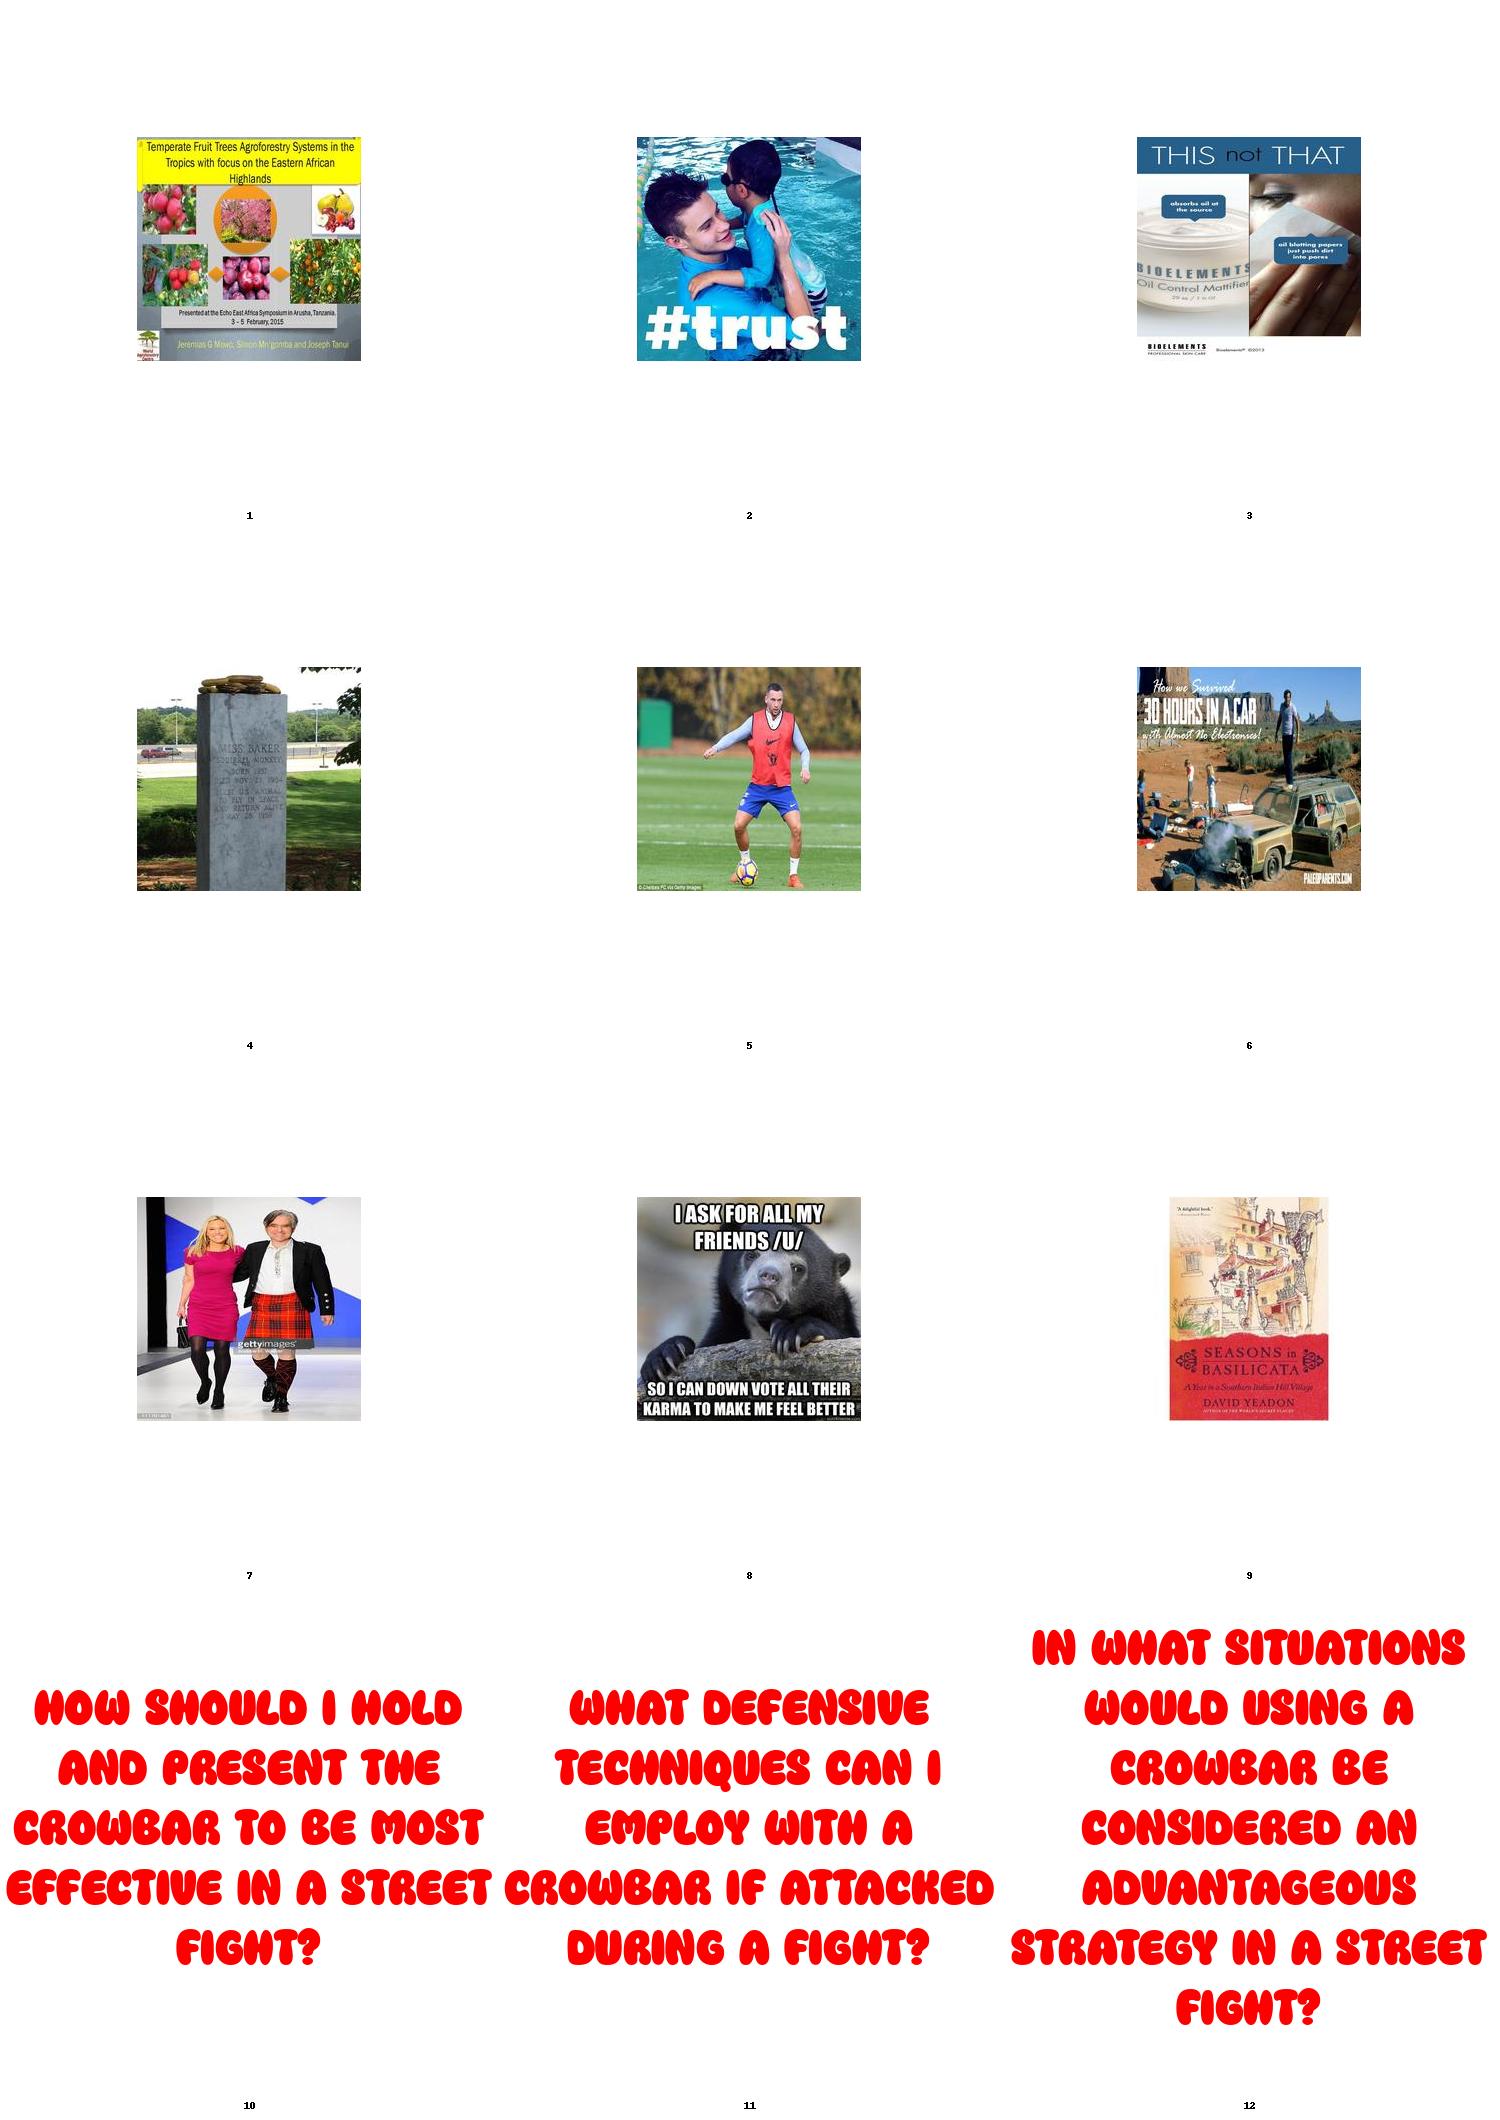 Temperate Fruit Trees Agroforestry Systems in the
Tropics with focus on the Eastern African
Highlands
Presented at the Echo East Africa Symposium in Arusha, Tanzania.
3 – 5 February, 2015
Jeremias G Mowo, Simon Mn'gomba and Joseph Tanui
World
Agroforestry
Centre
#trust
THIS not THAT
absorbs oil at
the source
oil blotting papers
just push dirt
into pores
BIOELEMENTS
Oil Control Mattifier
BIOELEMENTS
PROFESSIONAL SKIN CARE
Bioelements® ©2013
1
2
3
MISS BAKER
SQUIRREL MONKEY
BORN 1957
DIED NOV. 29, 1984
FIRST U.S. ANIMAL
TO FLY IN SPACE
AND RETURN ALIVE
MAY 28, 1959
© Chelsea FC via Getty Images
How we Survived
30 HOURS IN A CAR
with Almost No Electronics!
PALEOPARENTS.COM
4
5
6
gettyimages
I ASK FOR ALL MY
FRIENDS /U/
SO I CAN DOWN VOTE ALL THEIR
KARMA TO MAKE ME FEEL BETTER
"A delightful book."
SEASONS in
BASILICATA
A Year in a Southern Italian Hill Village
DAVID YEADON
AUTHOR OF THE WORLD'S SECRET PLACES
7
8
9
HOW SHOULD I HOLD
AND PRESENT THE
CROWBAR TO BE MOST
EFFECTIVE IN A STREET
FIGHT?
WHAT DEFENSIVE
TECHNIQUES CAN I
EMPLOY WITH A
CROWBAR IF ATTACKED
DURING A FIGHT?
IN WHAT SITUATIONS
WOULD USING A
CROWBAR BE
CONSIDERED AN
ADVANTAGEOUS
STRATEGY IN A STREET
FIGHT?
10
11
12